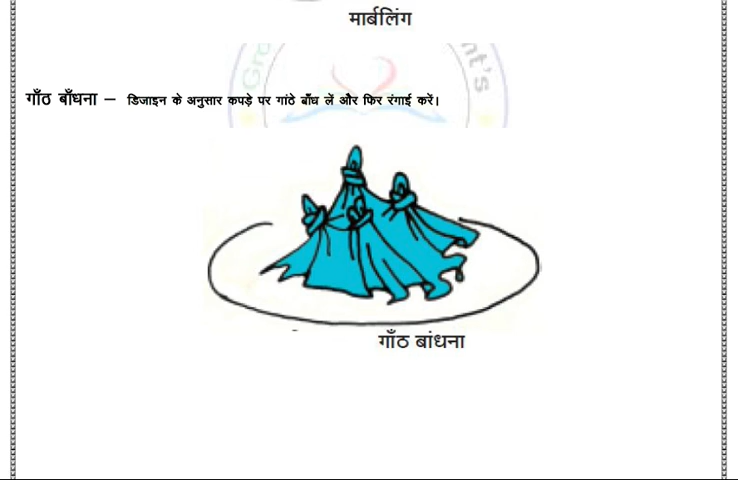 मार्बलिंग
गाँठ बाँधना – डिजाइन के अनुसार कपड़े पर गांठे बाँध लें और फिर रंगाई करें।
गाँठ बांधना